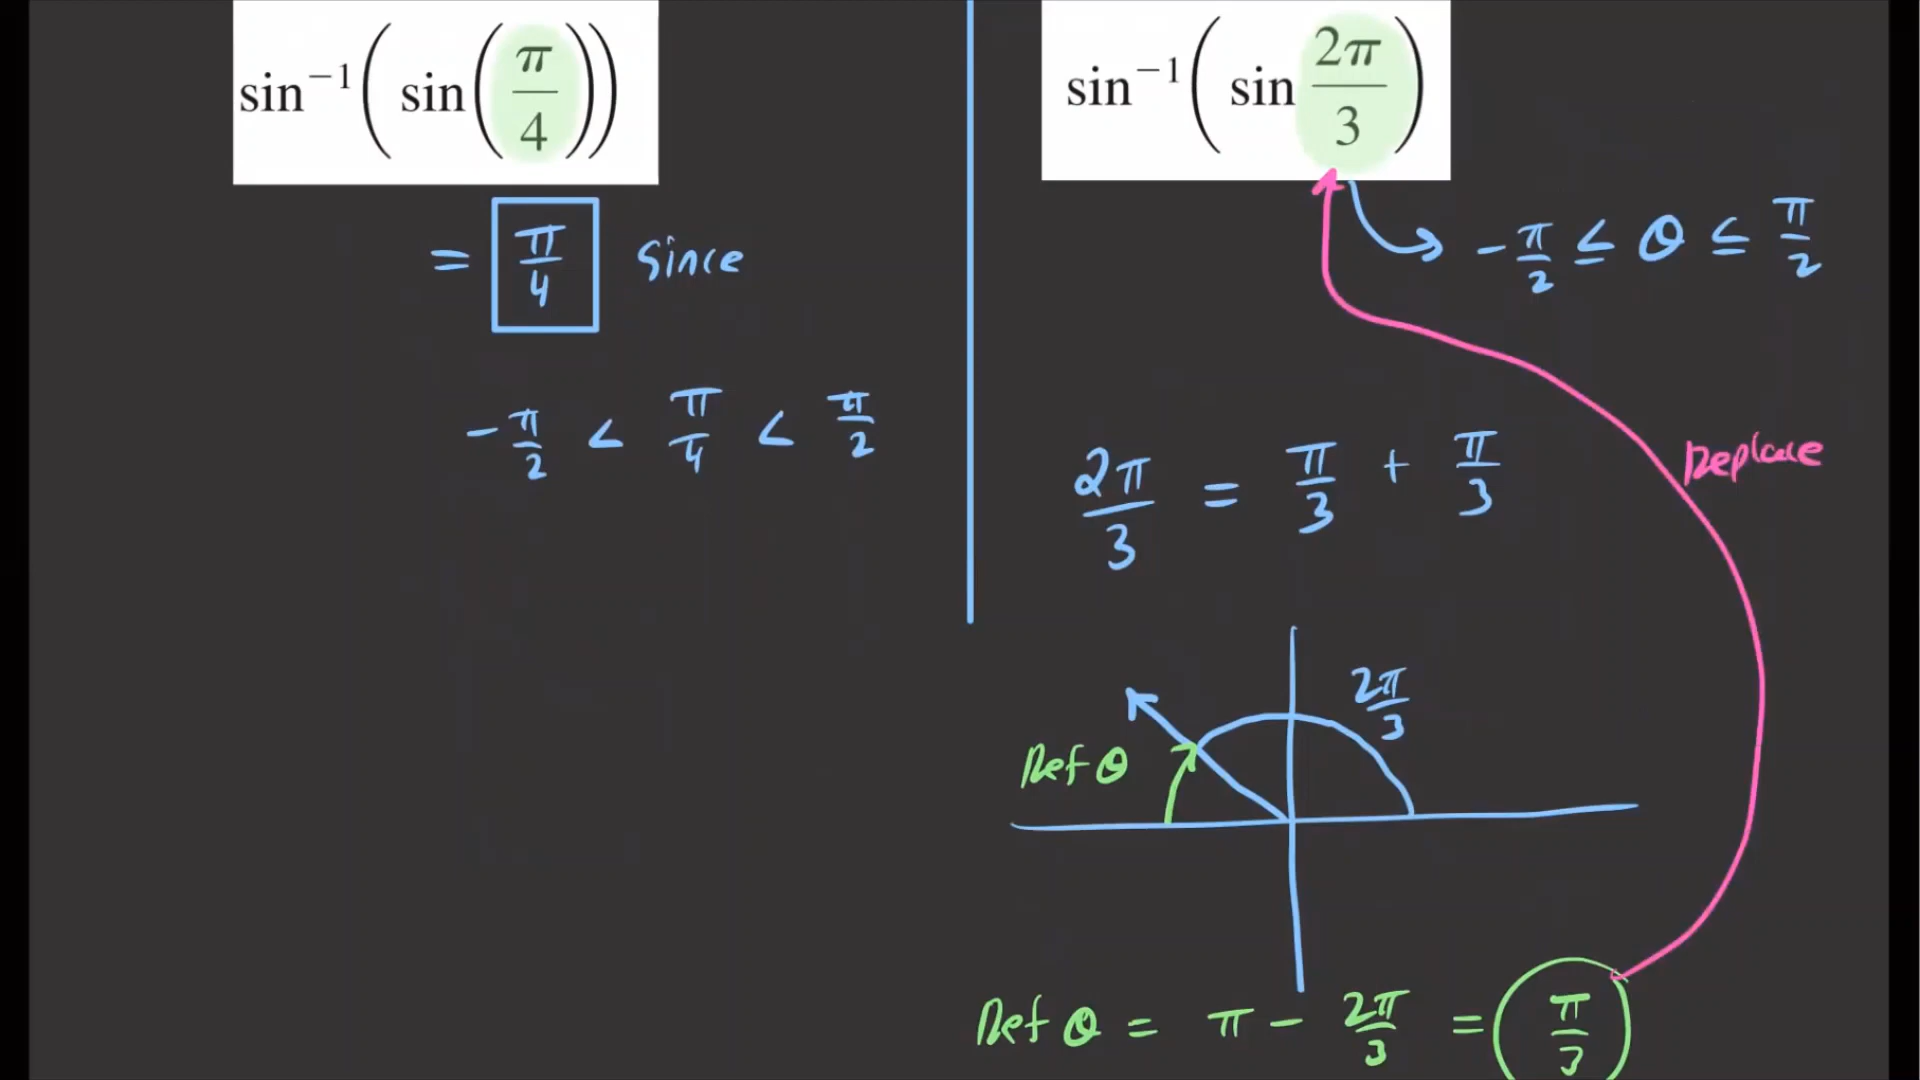 sin⁻¹(sin(π/4))
= π/4 since
-π/2 < π/4 < π/2
sin⁻¹(sin 2π/3)
-π/2 ≤ θ ≤ π/2
Replace
2π/3 = π/3 + π/3
2π/3
Ref θ
Ref θ = π - 2π/3 = π/3